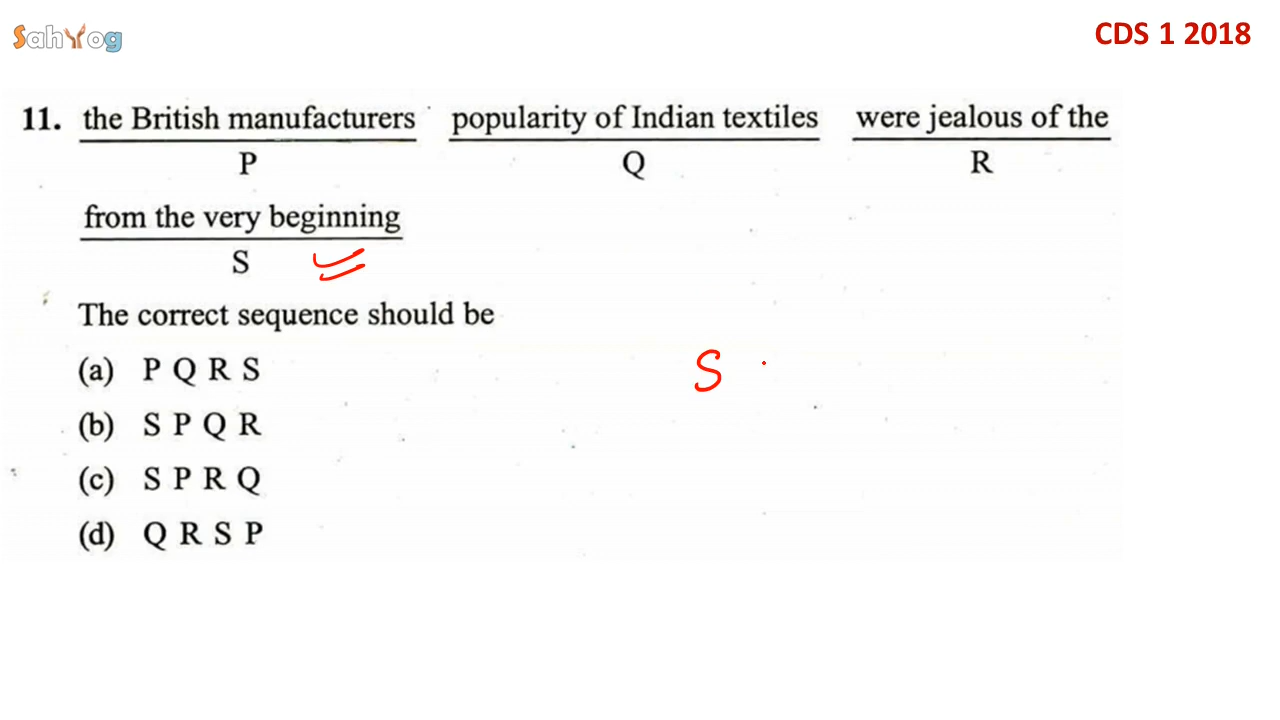 SahYog
CDS 1 2018
11. the British manufacturers popularity of Indian textiles were jealous of the
P Q R
from the very beginning
S
The correct sequence should be
(a) P Q R S
S
(b) S P Q R
(c) S P R Q
(d) Q R S P